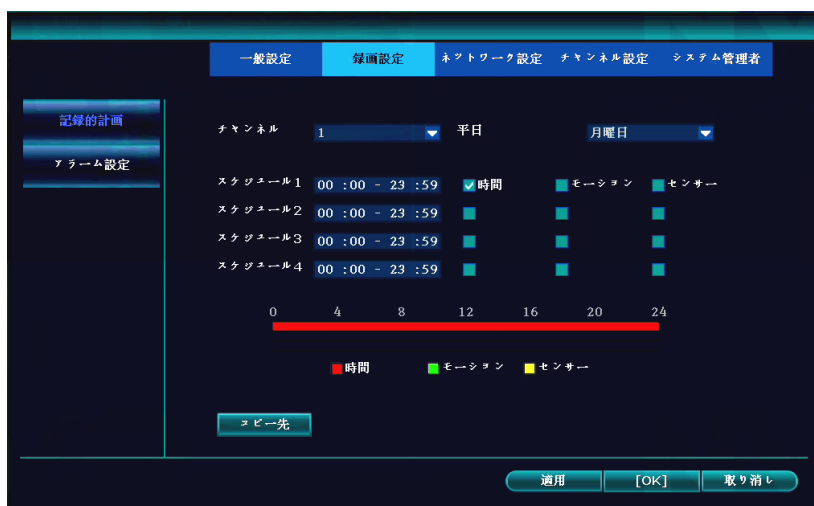 一般設定 録画設定 ネットワーク設定 チャンネル設定 システム管理者
記録的計画
アラーム設定
チャンネル 1 平日 月曜日
スケジュール1 00 :00 - 23 :59 時間 モーション センサー
スケジュール2 00 :00 - 23 :59
スケジュール3 00 :00 - 23 :59
スケジュール4 00 :00 - 23 :59
0 4 8 12 16 20 24
時間 モーション センサー
コピー先
適用 [OK] 取り消し